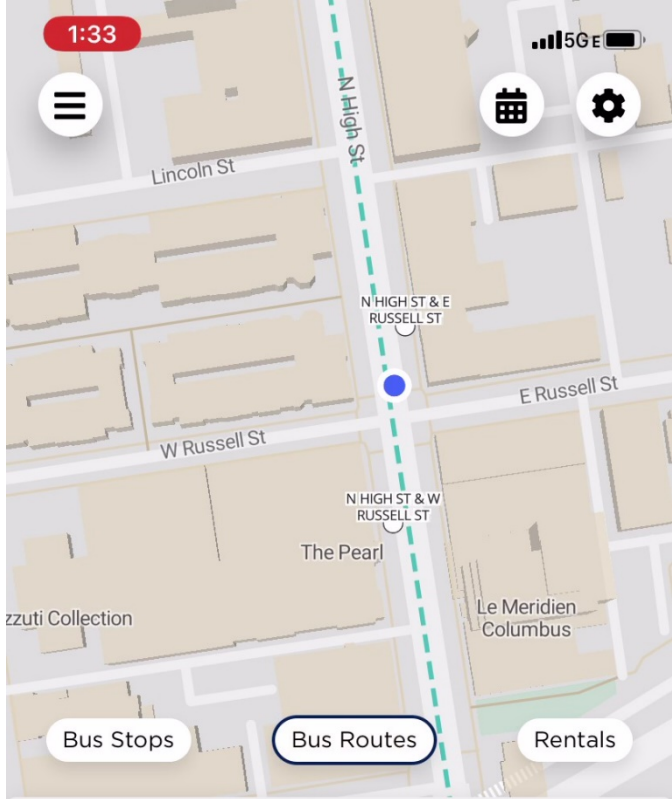 1:33
5GE
N High St
Lincoln St
N HIGH ST & E
RUSSELL ST
E Russell St
W Russell St
N HIGH ST & W
RUSSELL ST
The Pearl
zzuti Collection
Le Meridien
Columbus
Bus Stops
Bus Routes
Rentals